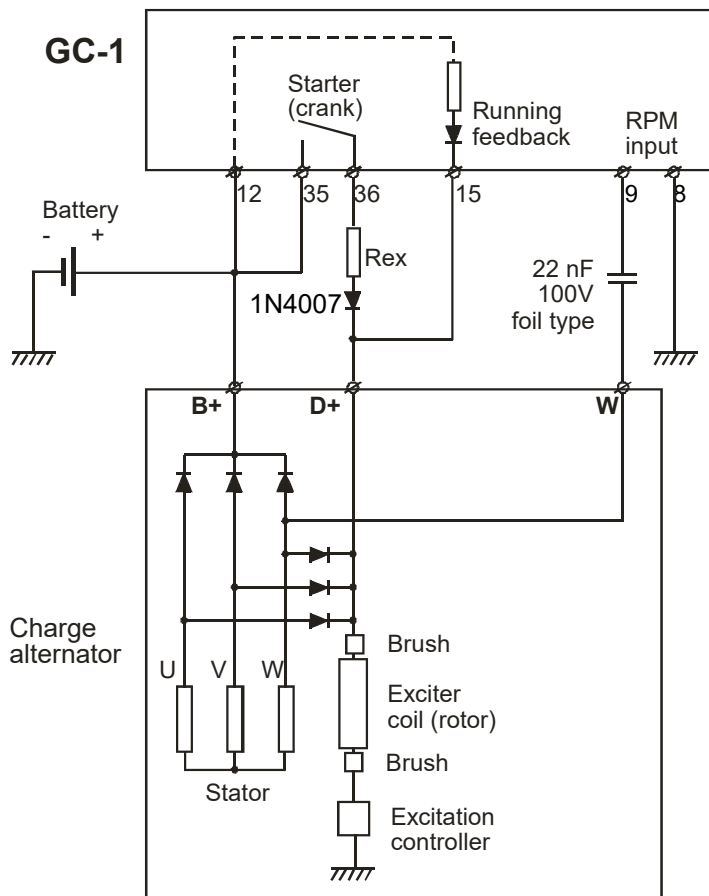 GC-1
Starter
(crank)
Running
feedback
RPM
input
12
35
36
15
9
8
Battery
- +
Rex
1N4007
22 nF
100V
foil type
B+
D+
W
Charge
alternator
U
V
W
Brush
Exciter
coil (rotor)
Brush
Stator
Excitation
controller